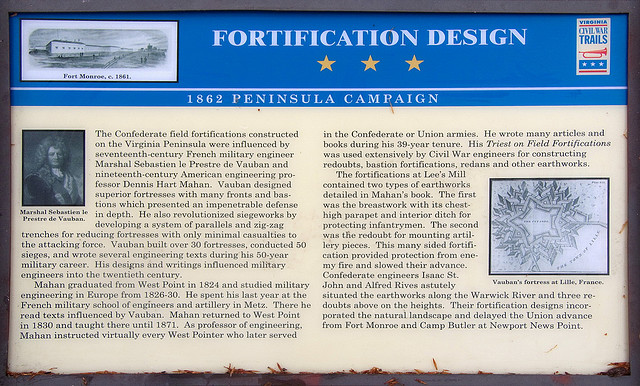 Fort Monroe, c. 1861.
FORTIFICATION DESIGN
VIRGINIA
CIVIL WAR
TRAILS
1862 PENINSULA CAMPAIGN
The Confederate field fortifications constructed
on the Virginia Peninsula were influenced by
seventeenth-century French military engineer
Marshal Sebastien le Prestre de Vauban and
nineteenth-century American engineering pro-
fessor Dennis Hart Mahan. Vauban designed
superior fortresses with many fronts and bas-
tions which presented an impenetrable defense
in depth. He also revolutionized siegeworks by
developing a system of parallels and zig-zag
trenches for reducing fortresses with only minimal casualties to
the attacking force. Vauban built over 30 fortresses, conducted 50
sieges, and wrote several engineering texts during his 50-year
military career. His designs and writings influenced military
engineers into the twentieth century.
Marshal Sebastien le
Prestre de Vauban.
Mahan graduated from West Point in 1824 and studied military
engineering in Europe from 1826-30. He spent his last year at the
French military school of engineers and artillery in Metz. There he
read texts influenced by Vauban. Mahan returned to West Point
in 1830 and taught there until 1871. As professor of engineering,
Mahan instructed virtually every West Pointer who later served
in the Confederate or Union armies. He wrote many articles and
books during his 39-year tenure. His Triest on Field Fortifications
was used extensively by Civil War engineers for constructing
redoubts, bastion fortifications, redans and other earthworks.
The fortifications at Lee's Mill
contained two types of earthworks
detailed in Mahan's book. The first
was the breastwork with its chest-
high parapet and interior ditch for
protecting infantrymen. The second
was the redoubt for mounting artil-
lery pieces. This many sided fortifi-
cation provided protection from ene-
my fire and slowed their advance.
Confederate engineers Isaac St.
John and Alfred Rives astutely
situated the earthworks along the Warwick River and three re-
doubts above on the heights. Their fortification designs incor-
porated the natural landscape and delayed the Union advance
from Fort Monroe and Camp Butler at Newport News Point.
Vauban's fortress at Lille, France.